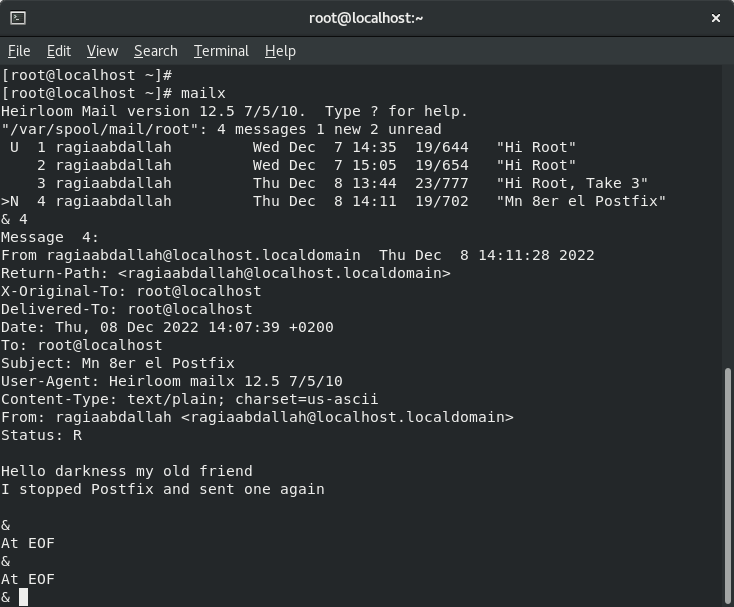 root@localhost:~
File Edit View Search Terminal Help
[root@localhost ~]#
[root@localhost ~]# mailx
Heirloom Mail version 12.5 7/5/10.  Type ? for help.
"/var/spool/mail/root": 4 messages 1 new 2 unread
 U  1 ragiaabdallah         Wed Dec  7 14:35  19/644   "Hi Root"
    2 ragiaabdallah         Wed Dec  7 15:05  19/654   "Hi Root"
    3 ragiaabdallah         Thu Dec  8 13:44  23/777   "Hi Root, Take 3"
>N  4 ragiaabdallah         Thu Dec  8 14:11  19/702   "Mn 8er el Postfix"
& 4
Message  4:
From ragiaabdallah@localhost.localdomain  Thu Dec  8 14:11:28 2022
Return-Path: <ragiaabdallah@localhost.localdomain>
X-Original-To: root@localhost
Delivered-To: root@localhost
Date: Thu, 08 Dec 2022 14:07:39 +0200
To: root@localhost
Subject: Mn 8er el Postfix
User-Agent: Heirloom mailx 12.5 7/5/10
Content-Type: text/plain; charset=us-ascii
From: ragiaabdallah <ragiaabdallah@localhost.localdomain>
Status: R

Hello darkness my old friend
I stopped Postfix and sent one again

&
At EOF
&
At EOF
&